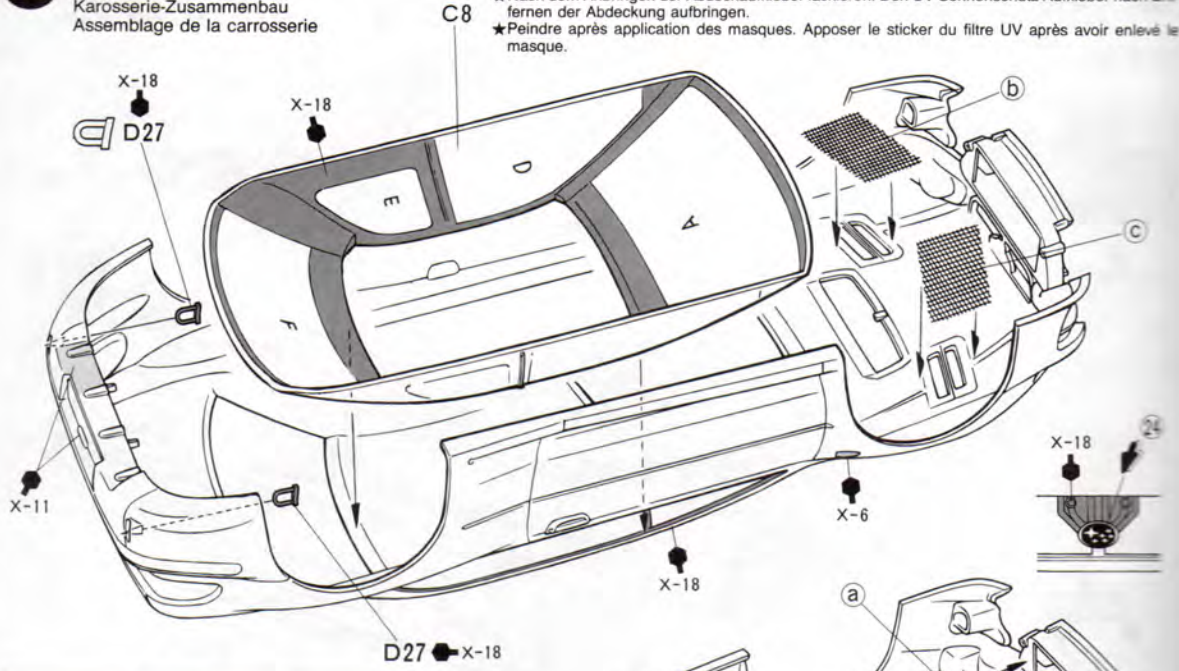 Karosserie-Zusammenbau
Assemblage de la carrosserie
fernen der Abdeckung aufbringen.
★Peindre après application des masques. Apposer le sticker du filtre UV après avoir enlevé le
masque.
C8
X-18
D27
X-18
b
D
E
A
F
c
X-11
X-6
X-18
24
X-18
a
D27 X-18